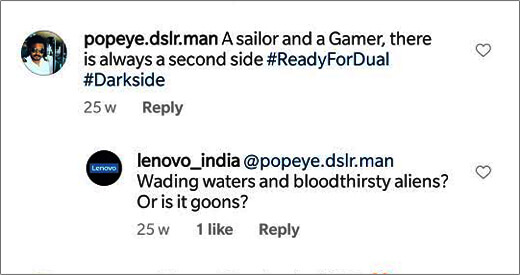 popeye.dslr.man A sailor and a Gamer, there
is always a second side #ReadyForDual
#Darkside
25 w Reply
Lenovo
lenovo_india @popeye.dslr.man
Wading waters and bloodthirsty aliens?
Or is it goons?
25 w 1 like Reply